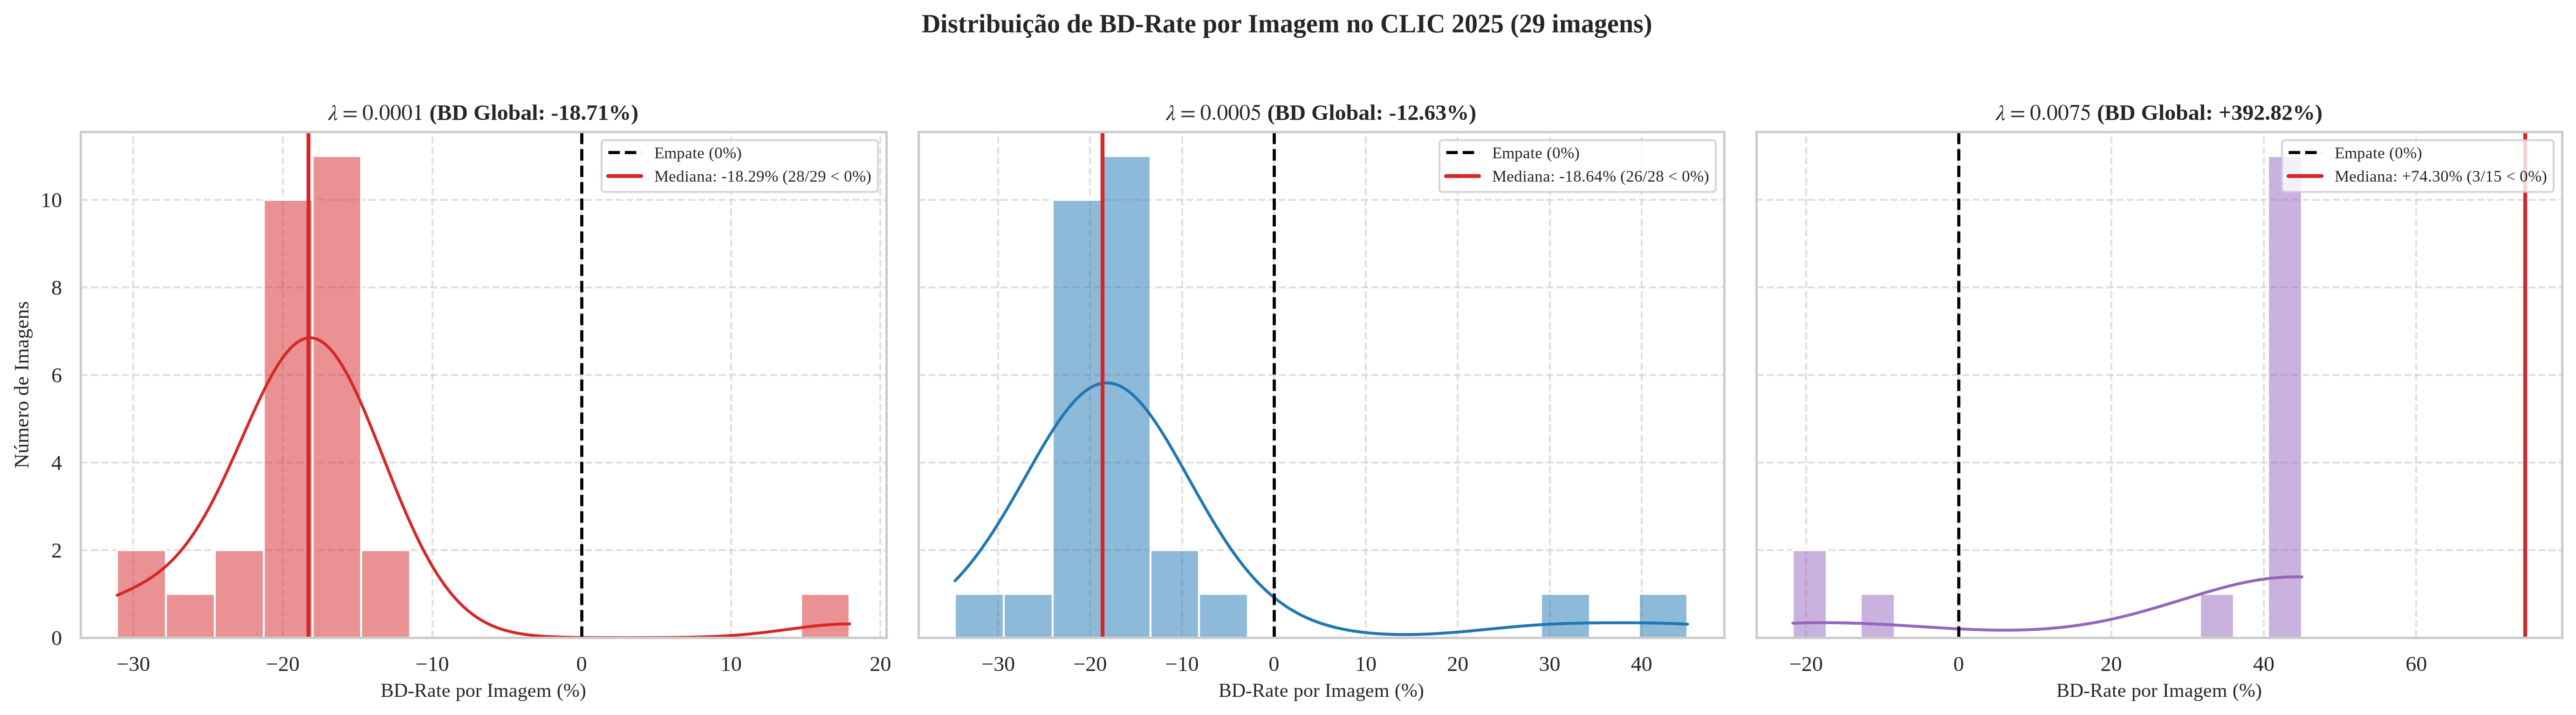 Distribuição de BD-Rate por Imagem no CLIC 2025 (29 imagens)
λ = 0.0001 (BD Global: -18.71%)
Empate (0%)
Mediana: -18.29% (28/29 < 0%)
Número de Imagens
10
8
6
4
2
0
−30
−20
−10
0
10
20
BD-Rate por Imagem (%)
λ = 0.0005 (BD Global: -12.63%)
Empate (0%)
Mediana: -18.64% (26/28 < 0%)
−30
−20
−10
0
10
20
30
40
BD-Rate por Imagem (%)
λ = 0.0075 (BD Global: +392.82%)
Empate (0%)
Mediana: +74.30% (3/15 < 0%)
−20
0
20
40
60
BD-Rate por Imagem (%)